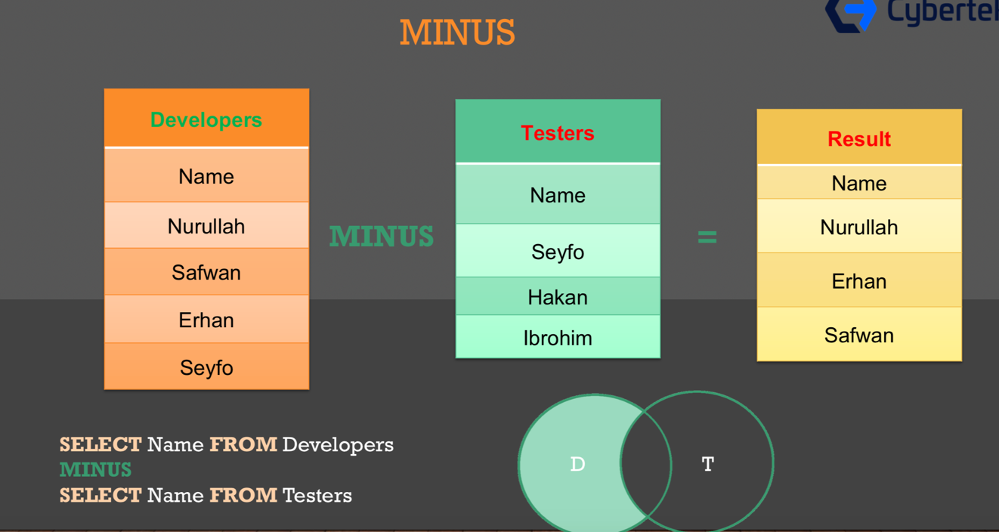 Cybertek
MINUS
Developers
Name
Nurullah
Safwan
Erhan
Seyfo
MINUS
Testers
Name
Seyfo
Hakan
Ibrohim
=
Result
Name
Nurullah
Erhan
Safwan
SELECT Name FROM Developers
MINUS
SELECT Name FROM Testers
D
T